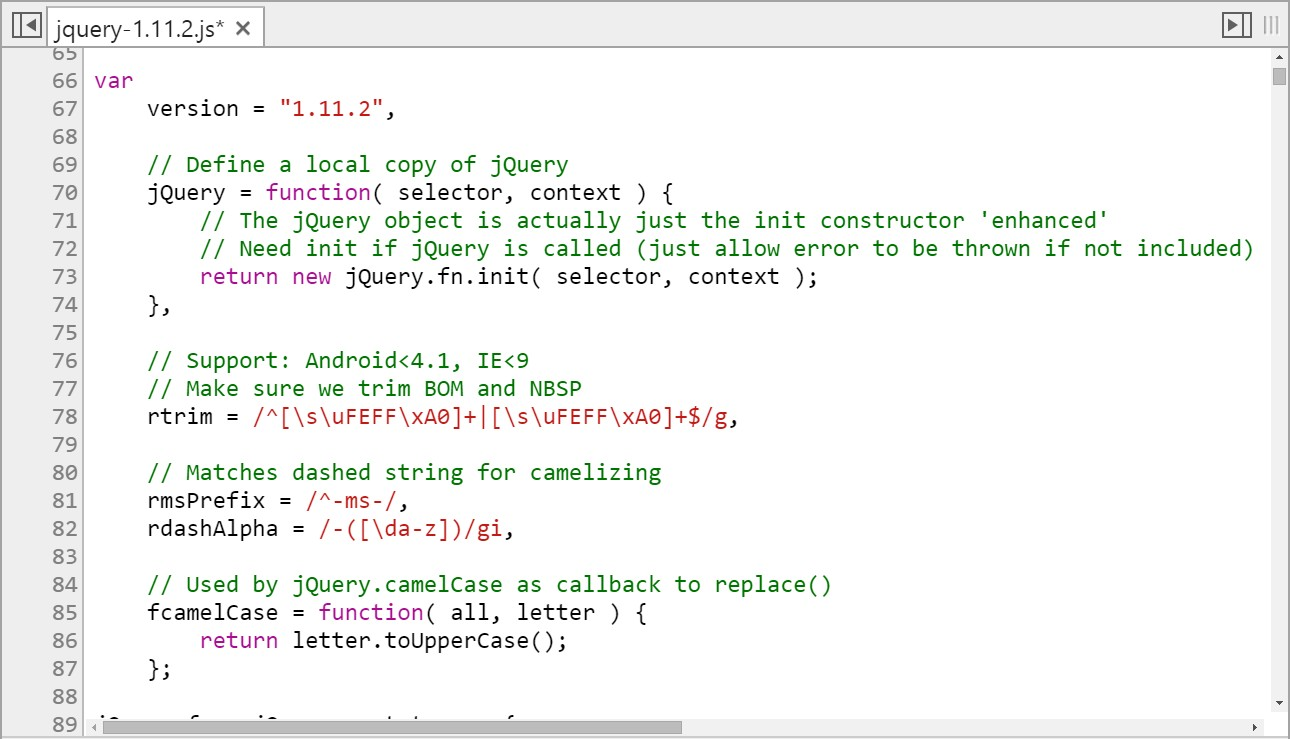 jquery-1.11.2.js* ×
65
66 var
67     version = "1.11.2",
68
69     // Define a local copy of jQuery
70     jQuery = function( selector, context ) {
71         // The jQuery object is actually just the init constructor 'enhanced'
72         // Need init if jQuery is called (just allow error to be thrown if not included)
73         return new jQuery.fn.init( selector, context );
74     },
75
76     // Support: Android<4.1, IE<9
77     // Make sure we trim BOM and NBSP
78     rtrim = /^[\s\uFEFF\xA0]+|[\s\uFEFF\xA0]+$/g,
79
80     // Matches dashed string for camelizing
81     rmsPrefix = /^-ms-/,
82     rdashAlpha = /-([\da-z])/gi,
83
84     // Used by jQuery.camelCase as callback to replace()
85     fcamelCase = function( all, letter ) {
86         return letter.toUpperCase();
87     };
88
89